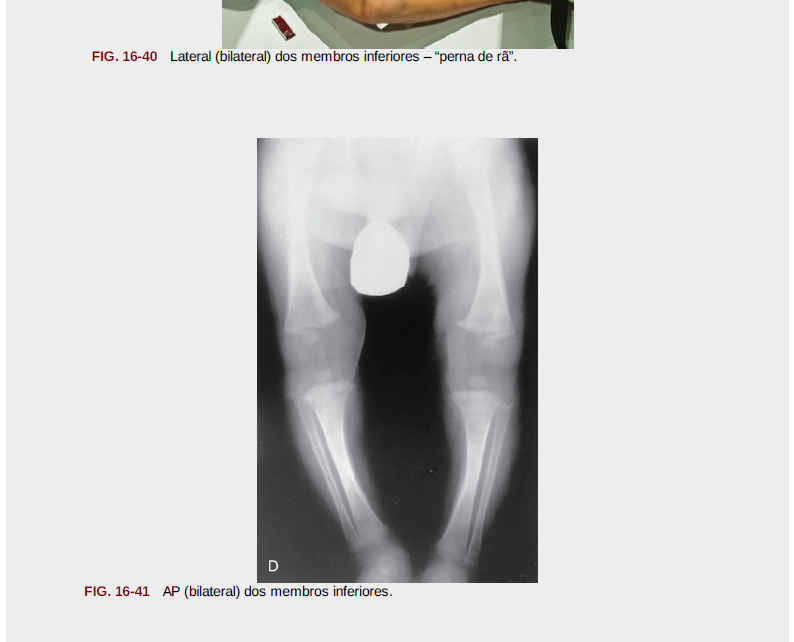 FIG. 16-40 Lateral (bilateral) dos membros inferiores – “perna de rã”.
D
FIG. 16-41 AP (bilateral) dos membros inferiores.